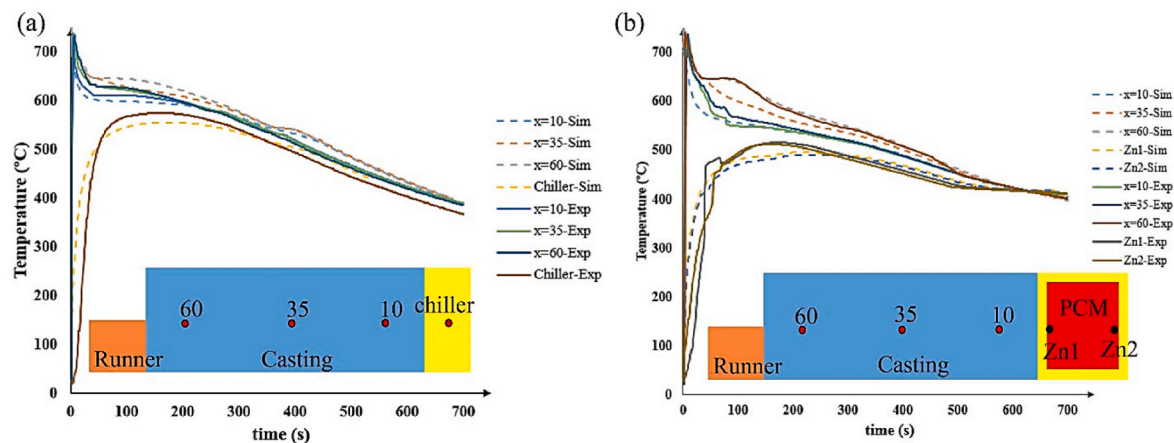 (a)
Temperature (°C)
700
600
500
400
300
200
100
0
0 100 200 300 400 500 600 700
time (s)
x=10-Sim
x=35-Sim
x=60-Sim
Chiller-Sim
x=10-Exp
x=35-Exp
x=60-Exp
Chiller-Exp
60 35 10 chiller
Runner Casting
(b)
Temperature (°C)
700
600
500
400
300
200
100
0
0 100 200 300 400 500 600 700
time (s)
x=10-Sim
x=35-Sim
x=60-Sim
Zn1-Sim
Zn2-Sim
x=10-Exp
x=35-Exp
x=60-Exp
Zn1-Exp
Zn2-Exp
60 35 10 PCM
Zn1 Zn2
Runner Casting